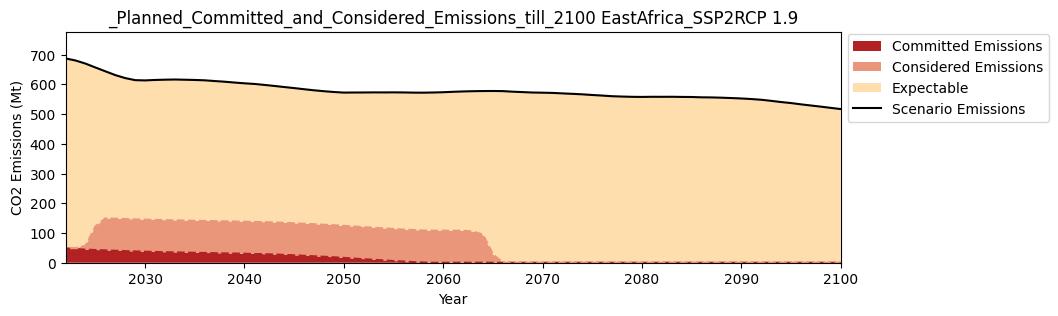 _Planned_Committed_and_Considered_Emissions_till_2100 EastAfrica_SSP2RCP 1.9
CO2 Emissions (Mt)
700
600
500
400
300
200
100
0
2030 2040 2050 2060 2070 2080 2090 2100
Year
Committed Emissions
Considered Emissions
Expectable
Scenario Emissions